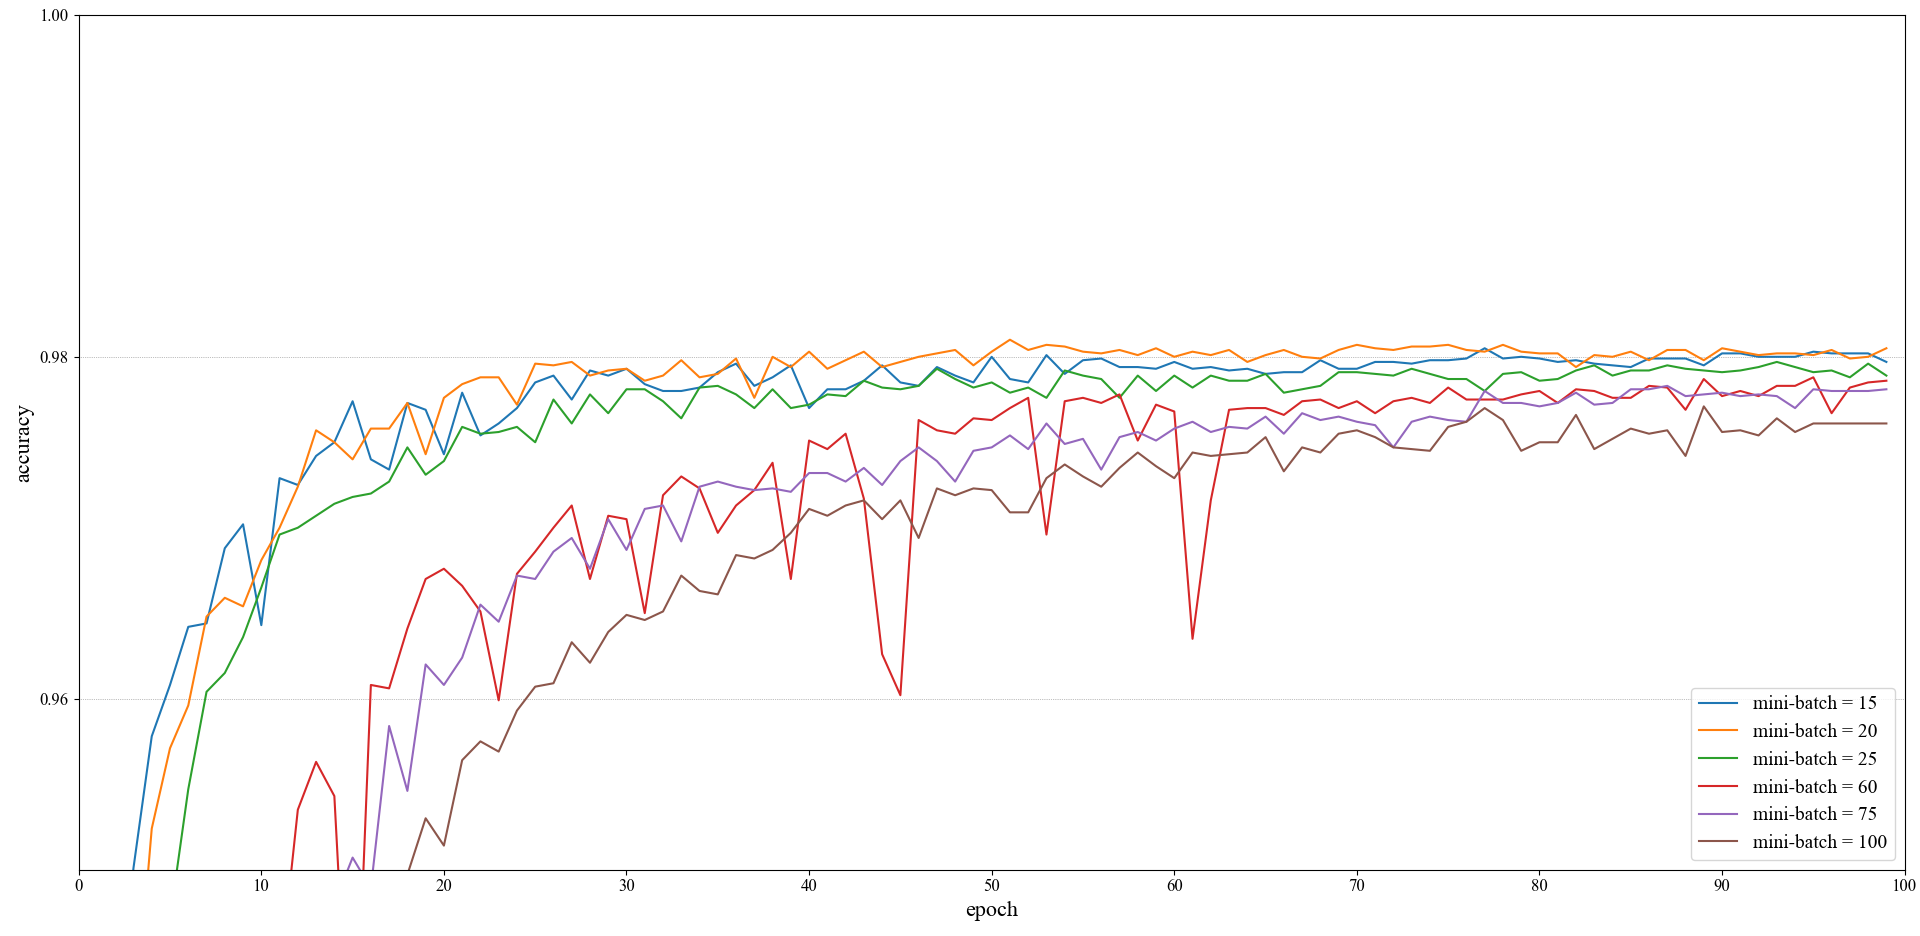 1.00
0.98
0.96
accuracy
0 10 20 30 40 50 60 70 80 90 100
epoch
mini-batch = 15
mini-batch = 20
mini-batch = 25
mini-batch = 60
mini-batch = 75
mini-batch = 100